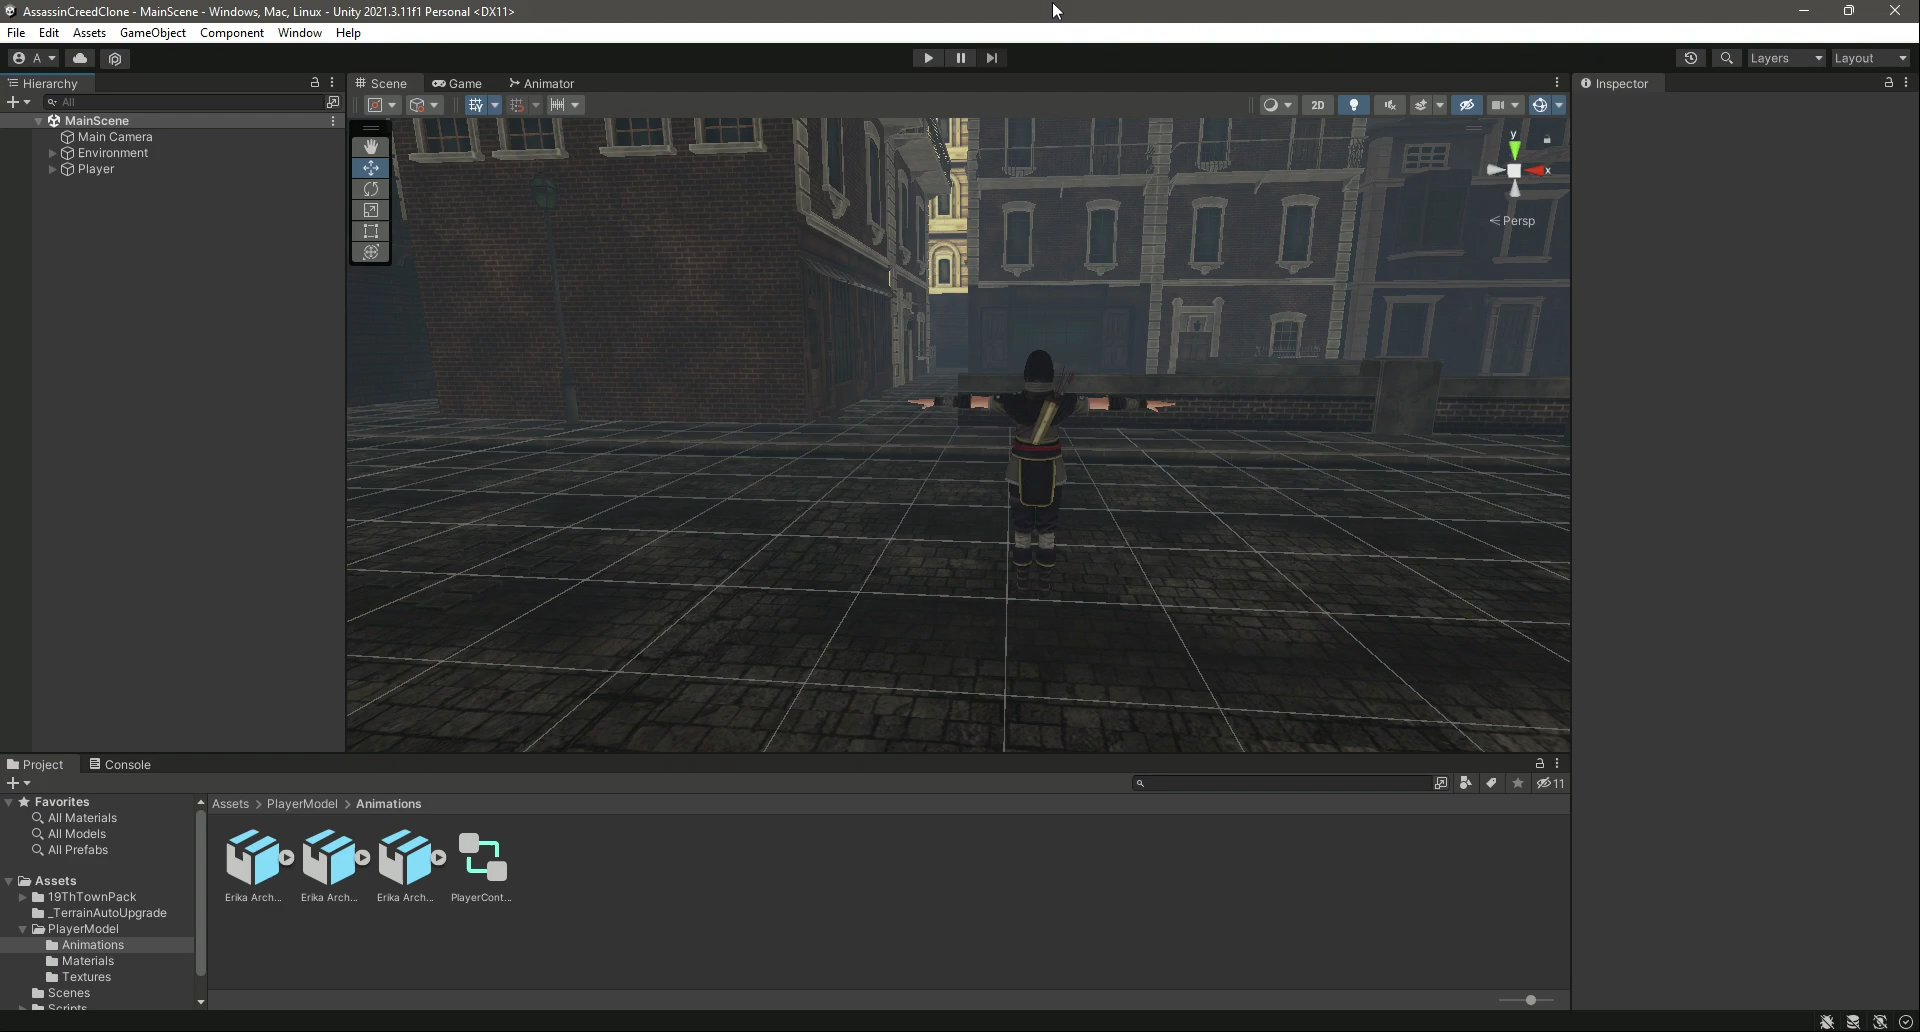 AssassinCreedClone - MainScene - Windows, Mac, Linux - Unity 2021.3.11f1 Personal <DX11>
File Edit Assets GameObject Component Window Help
A
Layers Layout
Hierarchy
All
MainScene
Main Camera
Environment
Player
Scene Game Animator
2D
y
x
Persp
Inspector
Project Console
11
Favorites
All Materials
All Models
All Prefabs
Assets
19ThTownPack
_TerrainAutoUpgrade
PlayerModel
Animations
Materials
Textures
Scenes
Scripts
Assets > PlayerModel > Animations
Erika Arch... Erika Arch... Erika Arch... PlayerCont...